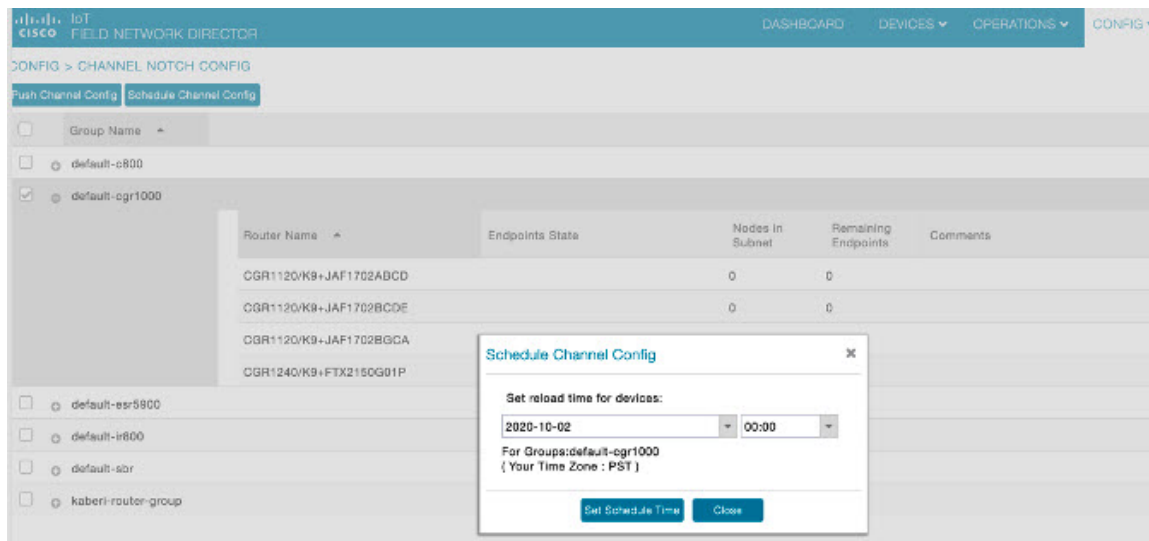 IoT
CISCO FIELD NETWORK DIRECTOR
DASHBOARD DEVICES OPERATIONS CONFIG
CONFIG > CHANNEL NOTCH CONFIG
Push Channel Config Schedule Channel Config
Group Name
default-c800
default-cgr1000
Router Name Endpoints State Nodes in Subnet Remaining Endpoints Comments
CGR1120/K9+JAF1702ABCD 0 0
CGR1120/K9+JAF1702BCDE 0 0
CGR1120/K9+JAF1702BGCA
CGR1240/K9+FTX2150G01P
Schedule Channel Config
Set reload time for devices:
2020-10-02 00:00
For Groups:default-cgr1000
( Your Time Zone : PST )
Set Schedule Time Close
default-esr5900
default-ir800
default-sbr
kaberi-router-group